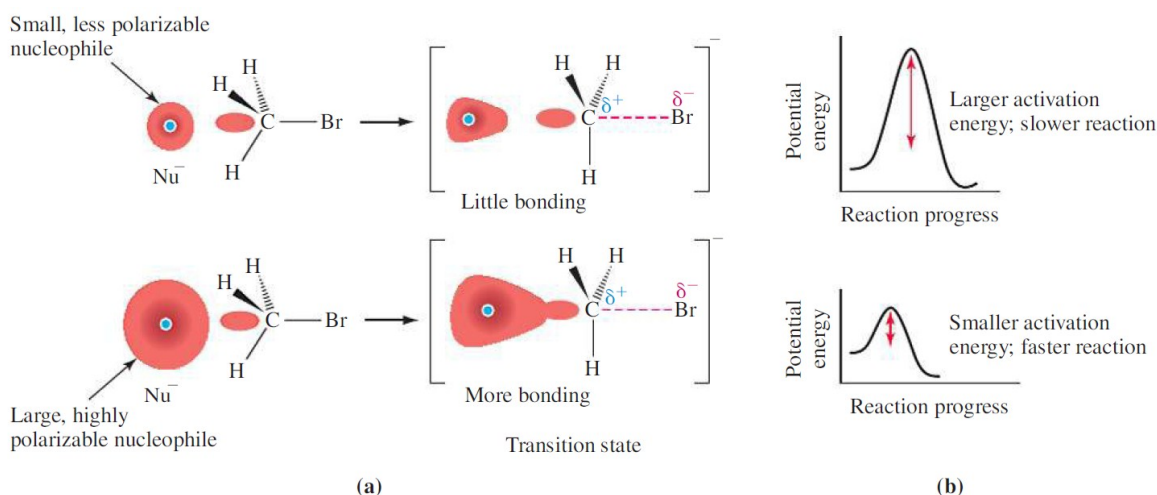 Small, less polarizable
nucleophile
H
H
C
Br
Nu⁻
H
H
H
δ+
δ−
C
Br
H
−
Little bonding
Potential
energy
Larger activation
energy; slower reaction
Reaction progress
H
H
C
Br
H
Nu⁻
Large, highly
polarizable nucleophile
H
H
δ+
δ−
C
Br
H
−
More bonding
Transition state
Potential
energy
Smaller activation
energy; faster reaction
Reaction progress
(a)
(b)